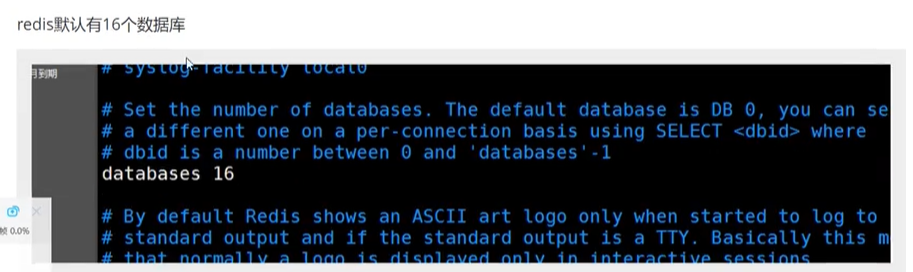 redis默认有16个数据库
# syslog-facility local0
月到期
# Set the number of databases. The default database is DB 0, you can se
# a different one on a per-connection basis using SELECT <dbid> where
# dbid is a number between 0 and 'databases'-1
databases 16
# By default Redis shows an ASCII art logo only when started to log to
# standard output and if the standard output is a TTY. Basically this m
# that normally a logo is displayed only in interactive sessions
帧 0.0%